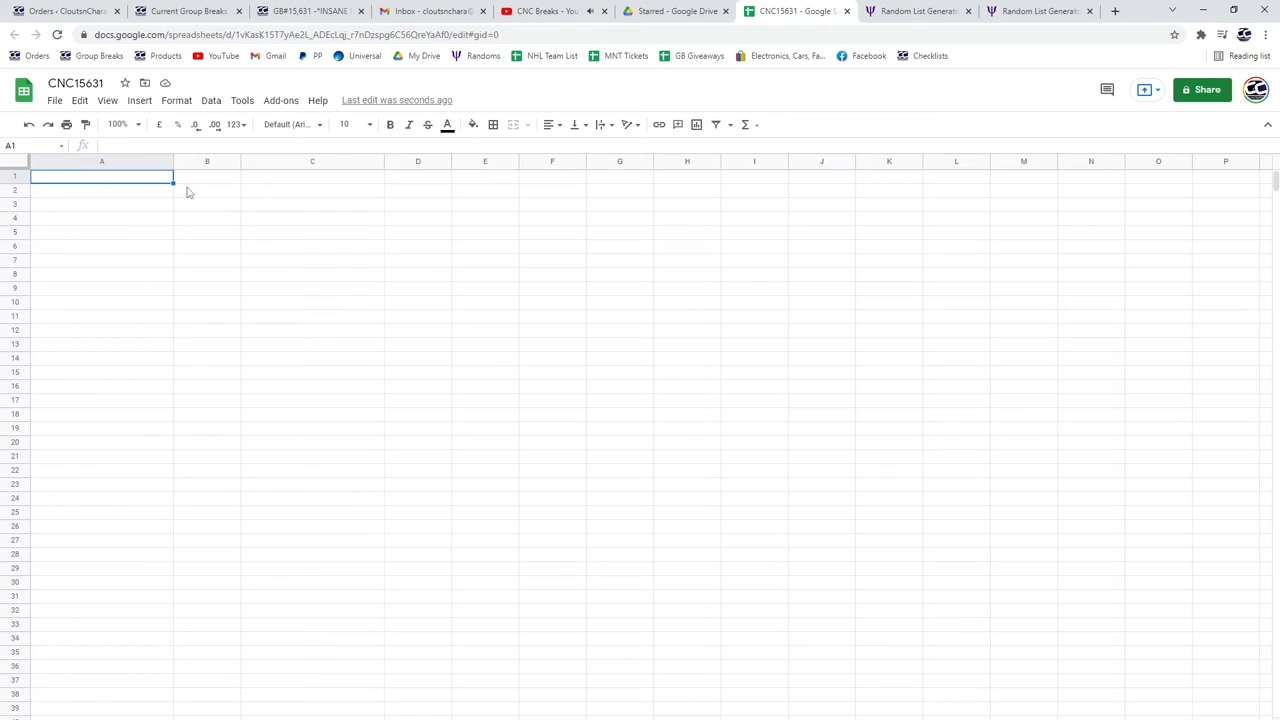 Orders ‹ CloutsnChara
Current Group Breaks
GB#15,631 -*INSANE
Inbox - cloutsnchara@
CNC Breaks - You
Starred - Google Drive
CNC15631 - Google S
Random List Generato
Random List Generato
docs.google.com/spreadsheets/d/1vKasK15T7yAe2L_ADEcLqj_r7nDzspg6C56QreYaAf0/edit#gid=0
Orders
Group Breaks
Products
YouTube
Gmail
PP
Universal
My Drive
Randoms
NHL Team List
MNT Tickets
GB Giveaways
Electronics, Cars, Fa...
Facebook
Checklists
Reading list
CNC15631
File Edit View Insert Format Data Tools Add-ons Help Last edit was seconds ago
Share
100% £ % .0 .00 123 Default (Ari... 10 B I S A Σ
A1 fx
A B C D E F G H I J K L M N O P
1
2
3
4
5
6
7
8
9
10
11
12
13
14
15
16
17
18
19
20
21
22
23
24
25
26
27
28
29
30
31
32
33
34
35
36
37
38
39